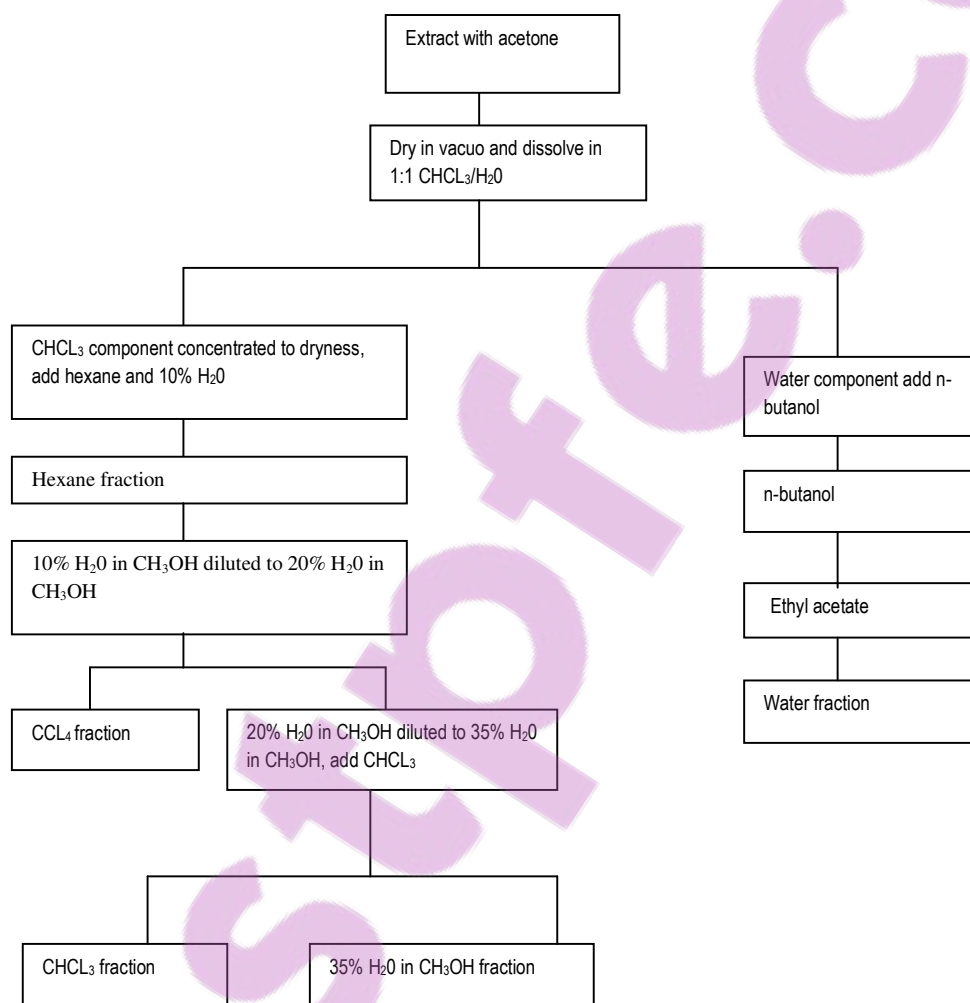 Extract with acetone
Dry in vacuo and dissolve in
1:1 CHCL₃/H₂0
CHCL₃ component concentrated to dryness,
add hexane and 10% H₂0
Water component add n-
butanol
Hexane fraction
n-butanol
10% H₂0 in CH₃OH diluted to 20% H₂0 in
CH₃OH
Ethyl acetate
Water fraction
CCL₄ fraction
20% H₂0 in CH₃OH diluted to 35% H₂0
in CH₃OH, add CHCL₃
CHCL₃ fraction
35% H₂0 in CH₃OH fraction
stpfe.c